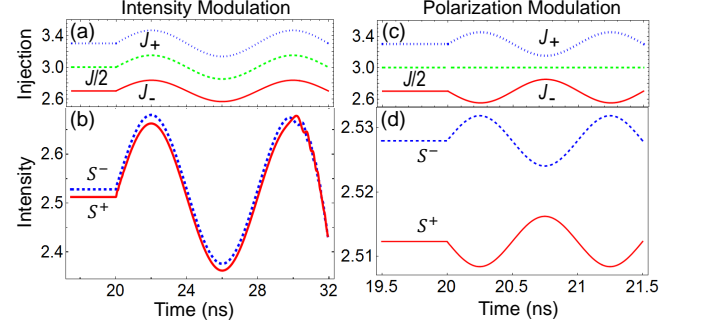 Intensity Modulation
Polarization Modulation
(a)
J+
J/2
J-
3.4
3.0
2.6
Injection
(c)
J+
J/2
J-
3.4
3.0
2.6
(b)
S−
S+
2.6
2.5
2.4
Intensity
20 24 28 32
Time (ns)
(d)
S−
S+
2.53
2.52
2.51
19.5 20 20.5 21 21.5
Time (ns)